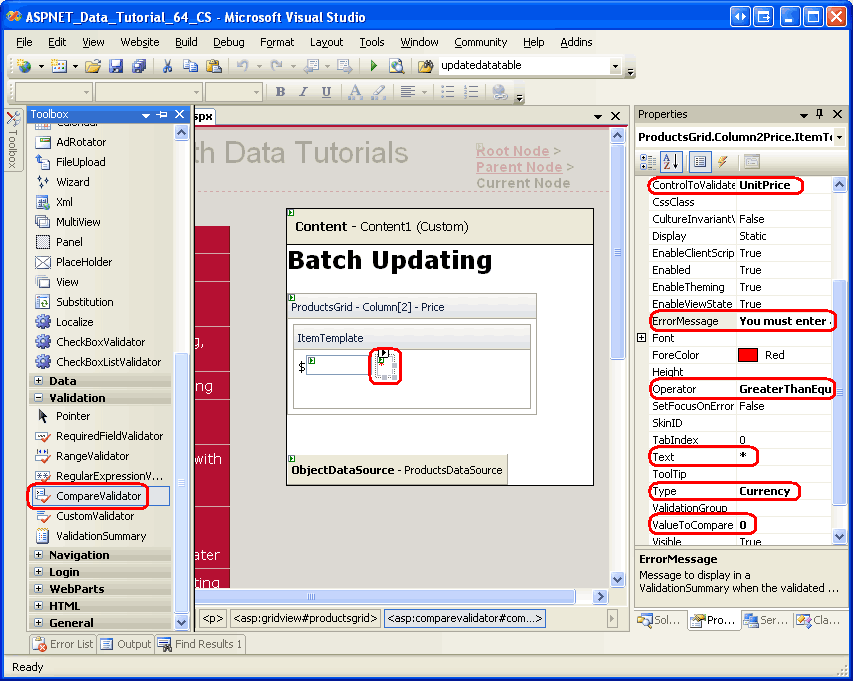 ASPNET_Data_Tutorial_64_CS - Microsoft Visual Studio
File Edit View Website Build Debug Format Layout Tools Window Community Help Addins
updatedatatable
B I U A
Toolbox
Toolbox
AdRotator
FileUpload
Wizard
Xml
MultiView
Panel
PlaceHolder
View
Substitution
Localize
CheckBoxValidator
CheckBoxListValidator
Data
Validation
Pointer
RequiredFieldValidator
RangeValidator
RegularExpressionV...
CompareValidator
CustomValidator
ValidationSummary
Navigation
Login
WebParts
HTML
General
spx
th Data Tutorials
Root Node >
Parent Node >
Current Node
Content - Content1 (Custom)
Batch Updating
ProductsGrid - Column[2] - Price
ItemTemplate
$
ObjectDataSource - ProductsDataSource
g,
ng
with
ater
ting
<p> <asp:gridview#productsgrid> <asp:comparevalidator#com...>
Properties
ProductsGrid.Column2Price.ItemTe
ControlToValidate UnitPrice
CssClass
CultureInvariantV False
Display Static
EnableClientScrip True
Enabled True
EnableTheming True
EnableViewState True
ErrorMessage You must enter .
Font
ForeColor Red
Height
Operator GreaterThanEqu
SetFocusOnError False
SkinID
TabIndex 0
Text *
ToolTip
Type Currency
ValidationGroup
ValueToCompare 0
Visible True
ErrorMessage
Message to display in a
ValidationSummary when the validated ...
Sol... Pro... Ser... Cla...
Error List Output Find Results 1
Ready